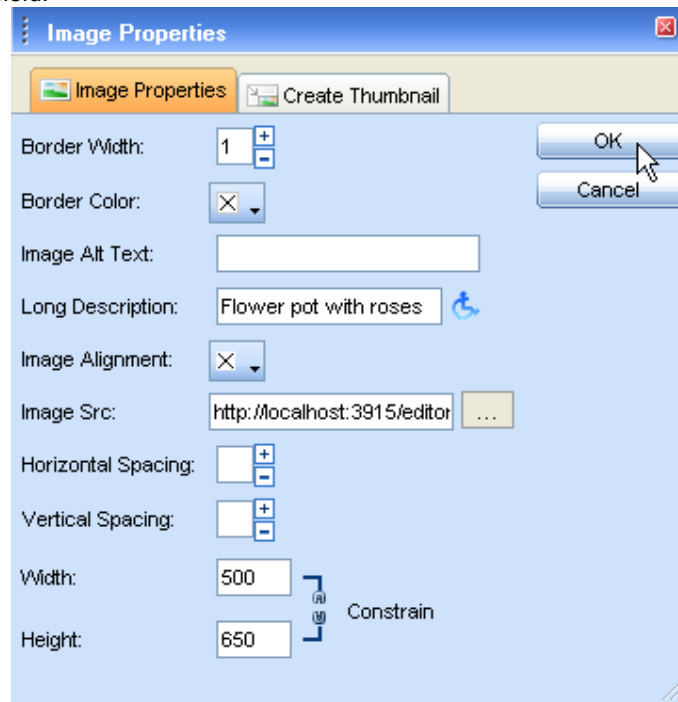 Image Properties
Image Properties Create Thumbnail
Border Width: 1 OK
Border Color: Cancel
Image Alt Text:
Long Description: Flower pot with roses
Image Alignment:
Image Src: http://localhost:3915/editor ...
Horizontal Spacing:
Vertical Spacing:
Width: 500
Constrain
Height: 650